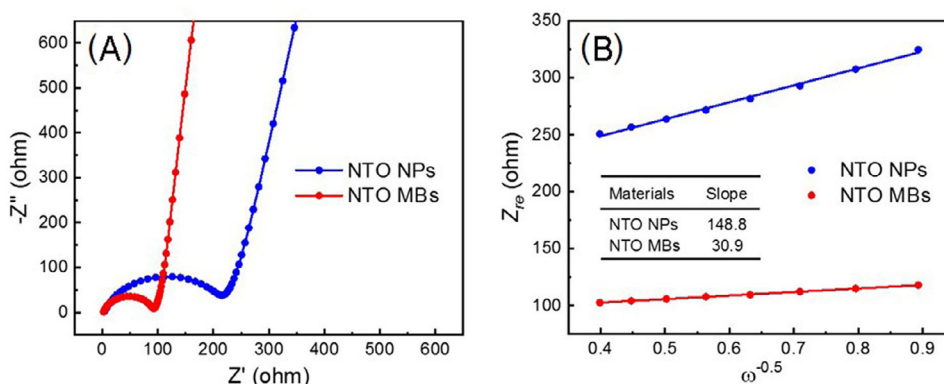 (A)
600
500
400
300
200
100
0
-Z" (ohm)
0 100 200 300 400 500 600
Z' (ohm)
NTO NPs
NTO MBs
(B)
350
300
250
200
150
100
Zre (ohm)
0.4 0.5 0.6 0.7 0.8 0.9
ω-0.5
NTO NPs
NTO MBs
Materials Slope
NTO NPs 148.8
NTO MBs 30.9